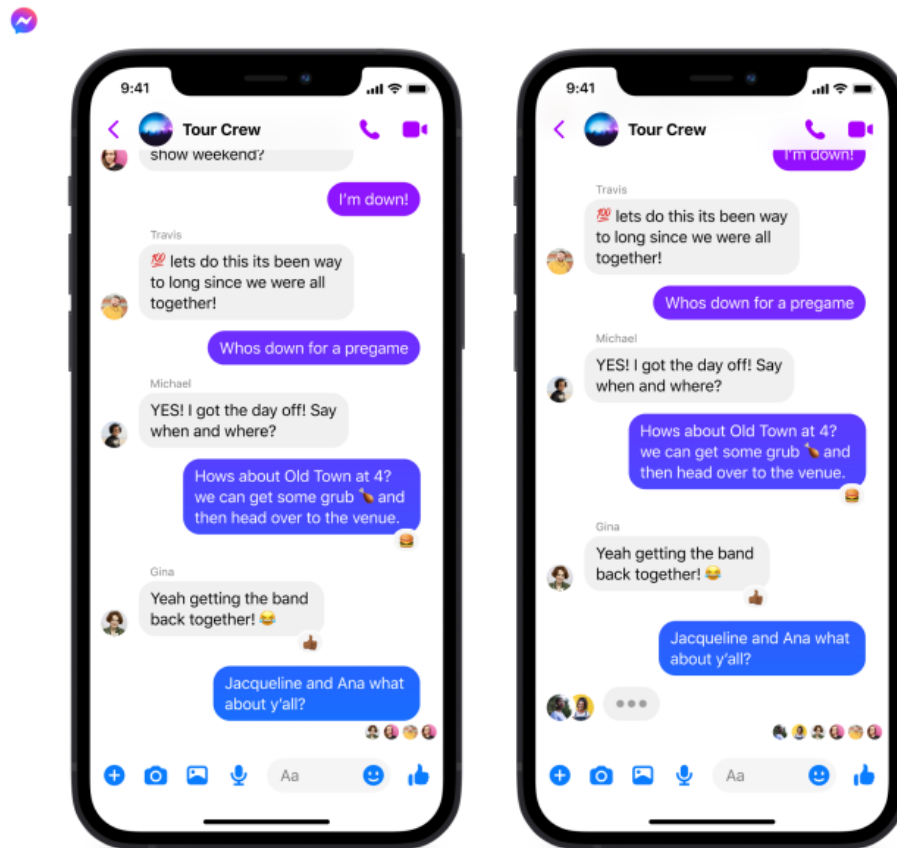 9:41
Tour Crew
show weekend?
I'm down!
Travis
💯 lets do this its been way
to long since we were all
together!
Whos down for a pregame
Michael
YES! I got the day off! Say
when and where?
Hows about Old Town at 4?
we can get some grub 🍗 and
then head over to the venue.
Gina
Yeah getting the band
back together! 😂
Jacqueline and Ana what
about y'all?
Aa
9:41
Tour Crew
I'm down!
Travis
💯 lets do this its been way
to long since we were all
together!
Whos down for a pregame
Michael
YES! I got the day off! Say
when and where?
Hows about Old Town at 4?
we can get some grub 🍗 and
then head over to the venue.
Gina
Yeah getting the band
back together! 😂
Jacqueline and Ana what
about y'all?
Aa